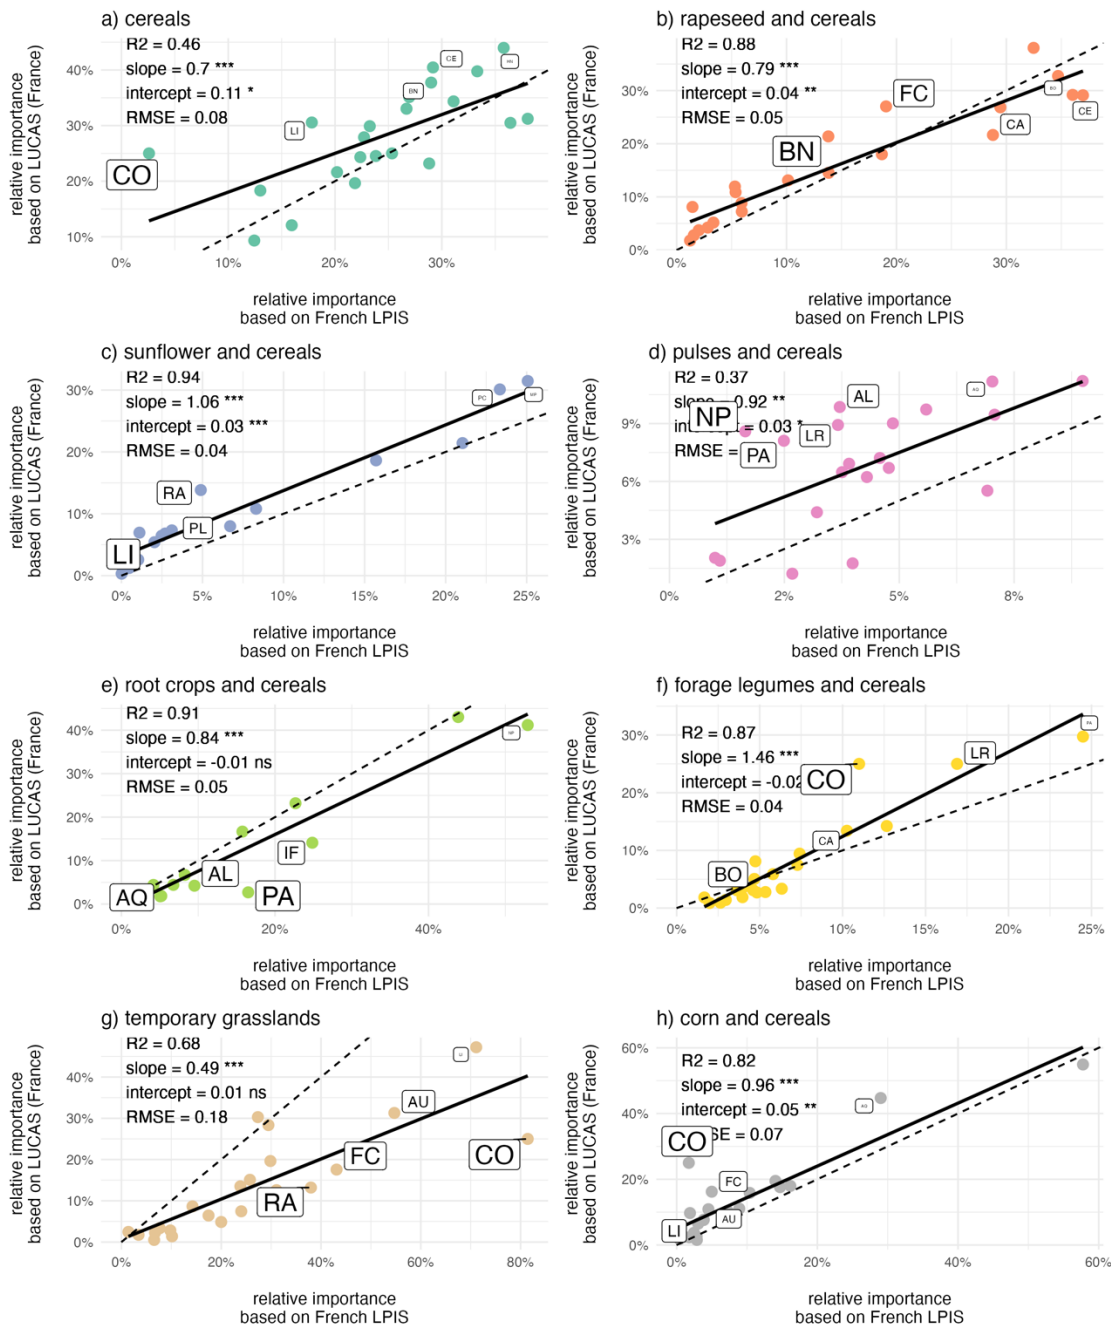 a) cereals
R2 = 0.46
slope = 0.7 ***
intercept = 0.11 *
RMSE = 0.08
CO
LI
BN
CE
40%
30%
20%
10%
0%
10%
20%
30%
relative importance
based on LUCAS (France)
relative importance
based on French LPIS
b) rapeseed and cereals
R2 = 0.88
slope = 0.79 ***
intercept = 0.04 **
RMSE = 0.05
FC
BN
CA
BO
CE
30%
20%
10%
0%
0%
10%
20%
30%
relative importance
based on LUCAS (France)
relative importance
based on French LPIS
c) sunflower and cereals
R2 = 0.94
slope = 1.06 ***
intercept = 0.03 ***
RMSE = 0.04
RA
PL
LI
PC
30%
20%
10%
0%
0%
5%
10%
15%
20%
25%
relative importance
based on LUCAS (France)
relative importance
based on French LPIS
d) pulses and cereals
R2 = 0.37
0.92 **
0.03 *
RMSE =
NP
PA
LR
AL
9%
6%
3%
0%
2%
5%
8%
relative importance
based on LUCAS (France)
relative importance
based on French LPIS
e) root crops and cereals
R2 = 0.91
slope = 0.84 ***
intercept = -0.01 ns
RMSE = 0.05
AQ
AL
PA
IF
NP
40%
30%
20%
10%
0%
0%
20%
40%
relative importance
based on LUCAS (France)
relative importance
based on French LPIS
f) forage legumes and cereals
R2 = 0.87
slope = 1.46 ***
intercept = -0.02
RMSE = 0.04
CO
LR
CA
BO
PA
30%
20%
10%
0%
0%
5%
10%
15%
20%
25%
relative importance
based on LUCAS (France)
relative importance
based on French LPIS
g) temporary grasslands
R2 = 0.68
slope = 0.49 ***
intercept = 0.01 ns
RMSE = 0.18
AU
FC
CO
RA
40%
30%
20%
10%
0%
0%
20%
40%
60%
80%
relative importance
based on LUCAS (France)
relative importance
based on French LPIS
h) corn and cereals
R2 = 0.82
slope = 0.96 ***
intercept = 0.05 **
= 0.07
CO
FC
AU
LI
60%
40%
20%
0%
0%
20%
40%
60%
relative importance
based on LUCAS (France)
relative importance
based on French LPIS